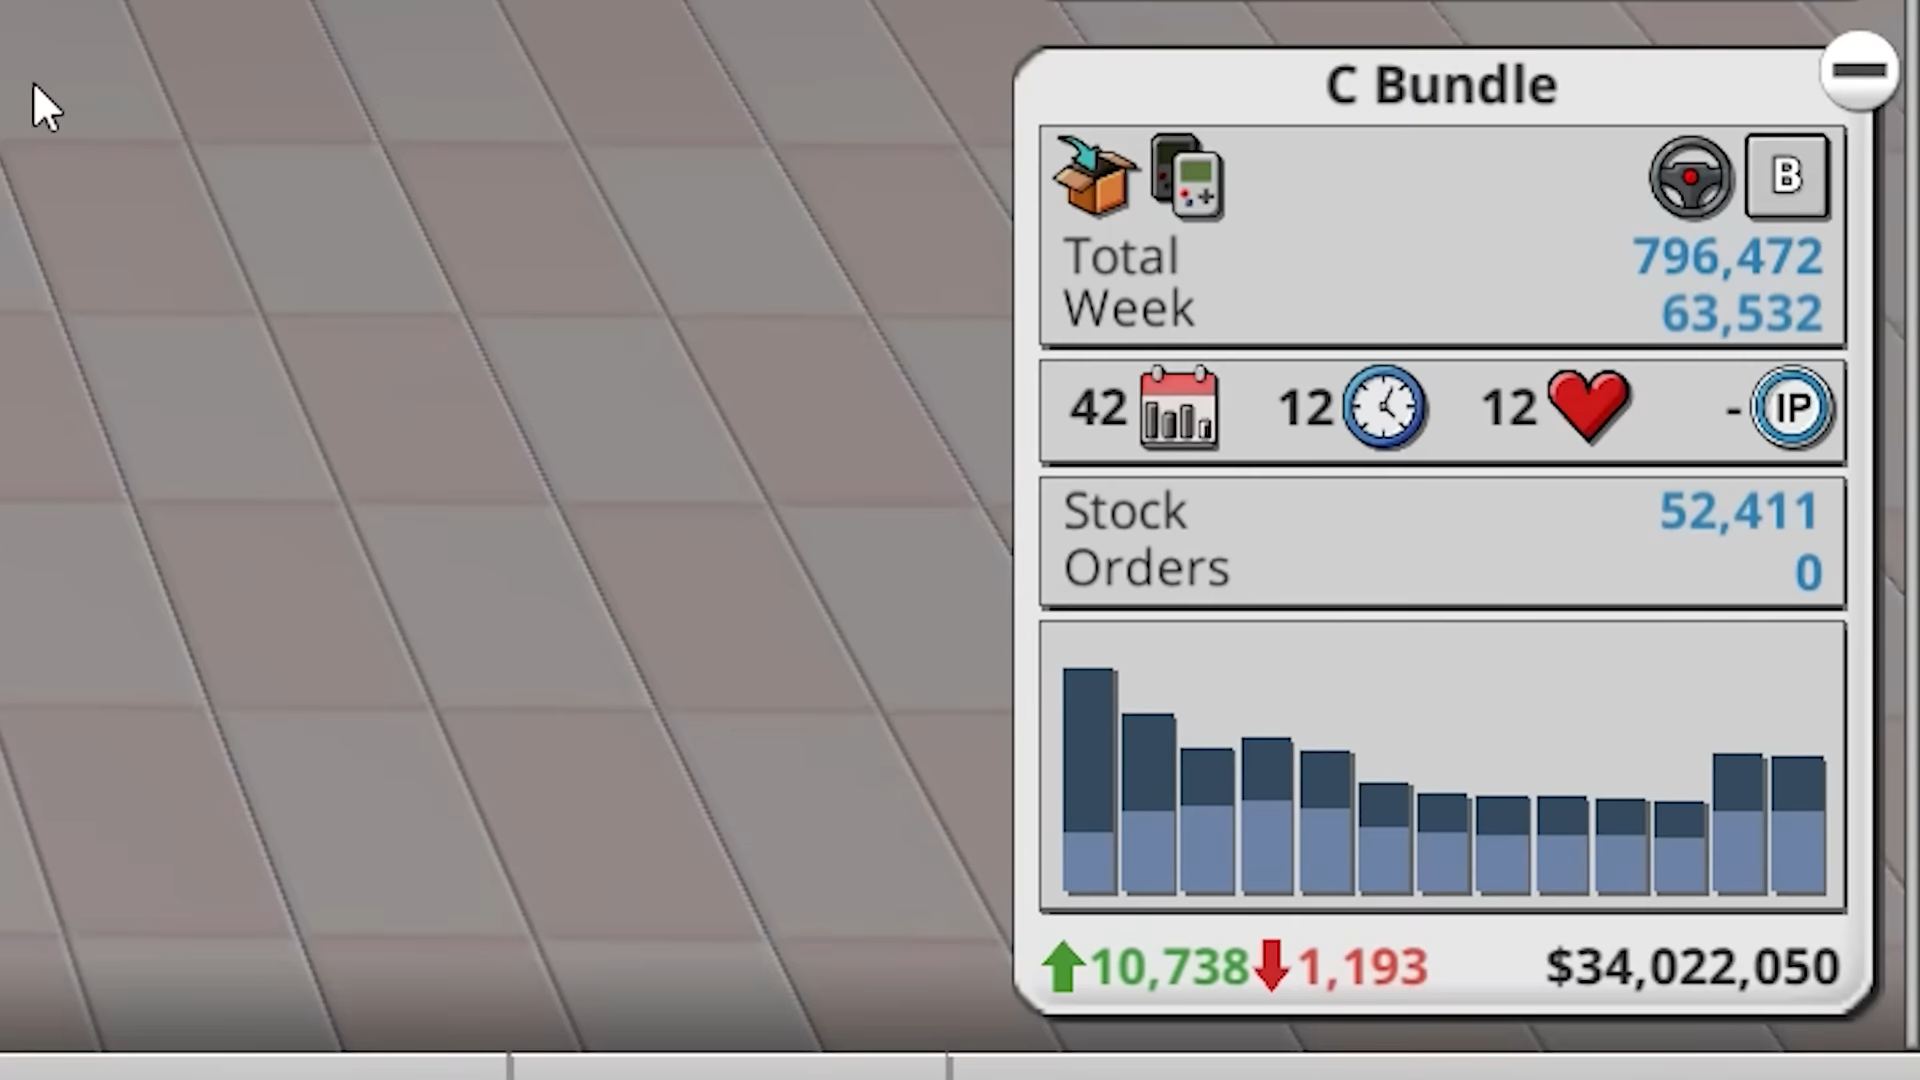 C Bundle
B
Total 796,472
Week 63,532
42 12 12 - IP
Stock 52,411
Orders 0
10,738 1,193 $34,022,050